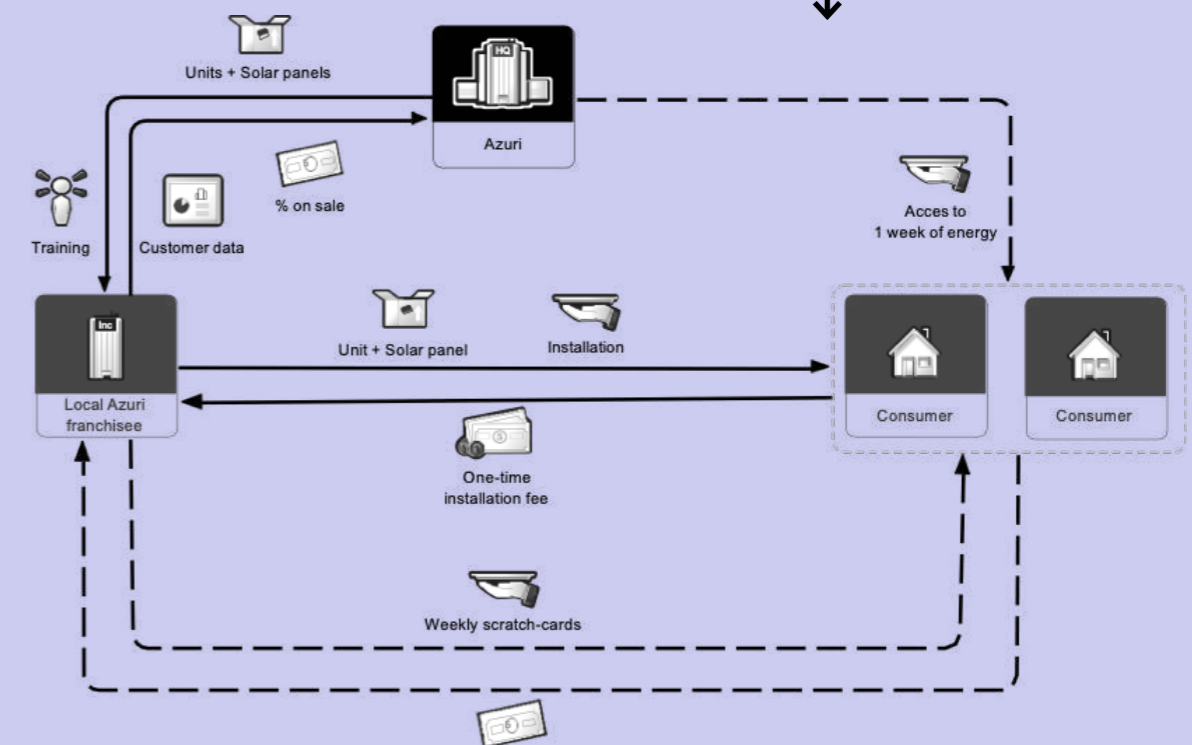 Units + Solar panels
HQ
Azuri
% on sale
Acces to
1 week of energy
Training
Customer data
Inc
Unit + Solar panel
Installation
Local Azuri
franchisee
Consumer
Consumer
One-time
installation fee
Weekly scratch-cards